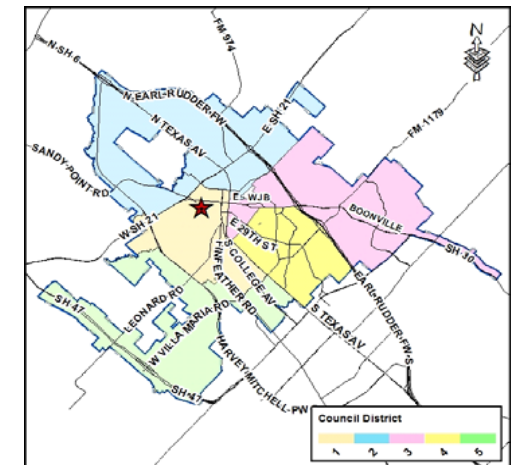 N-SH-6
FM 974
N
N-EARL-RUDDER-FW
E SH 21
N TEXAS AV
FM-1179
SANDY-POINT-RD
E WJB
BOONVILLE
W-SH 21
E 29TH ST.
SH-30
S COLLEGE AV
FINFEATHER RD
LEONARD RD
EARL-RUDDER-FW-S
SH 47
W VILLA MARIA RD
S TEXAS AV
HARVEY-MITCHELL-PW
SH-47
Council District
1 2 3 4 5